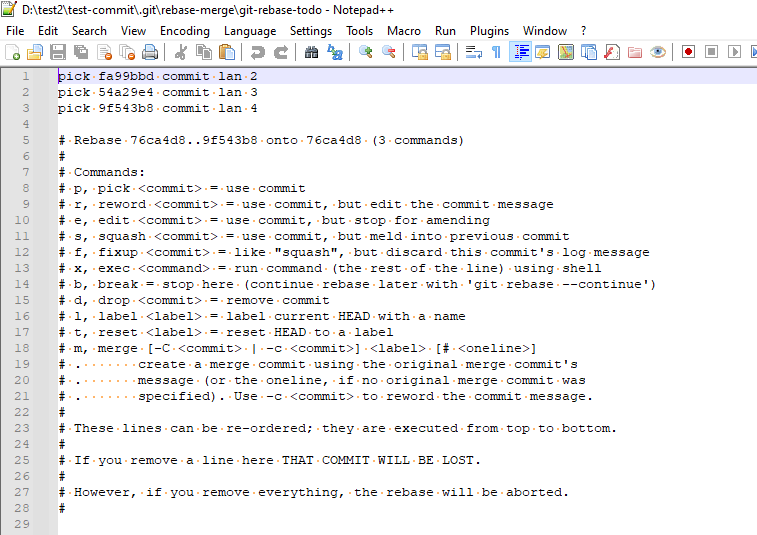 D:\test2\test-commit\.git\rebase-merge\git-rebase-todo - Notepad++
File Edit Search View Encoding Language Settings Tools Macro Run Plugins Window ?
1 pick fa99bbd commit lan 2
2 pick 54a29e4 commit lan 3
3 pick 9f543b8 commit lan 4
4
5 # Rebase 76ca4d8..9f543b8 onto 76ca4d8 (3 commands)
6 #
7 # Commands:
8 # p, pick <commit> = use commit
9 # r, reword <commit> = use commit, but edit the commit message
10 # e, edit <commit> = use commit, but stop for amending
11 # s, squash <commit> = use commit, but meld into previous commit
12 # f, fixup <commit> = like "squash", but discard this commit's log message
13 # x, exec <command> = run command (the rest of the line) using shell
14 # b, break = stop here (continue rebase later with 'git rebase --continue')
15 # d, drop <commit> = remove commit
16 # l, label <label> = label current HEAD with a name
17 # t, reset <label> = reset HEAD to a label
18 # m, merge [-C <commit> | -c <commit>] <label> [# <oneline>]
19 # . create a merge commit using the original merge commit's
20 # . message (or the oneline, if no original merge commit was
21 # . specified). Use -c <commit> to reword the commit message.
22 #
23 # These lines can be re-ordered; they are executed from top to bottom.
24 #
25 # If you remove a line here THAT COMMIT WILL BE LOST.
26 #
27 # However, if you remove everything, the rebase will be aborted.
28 #
29